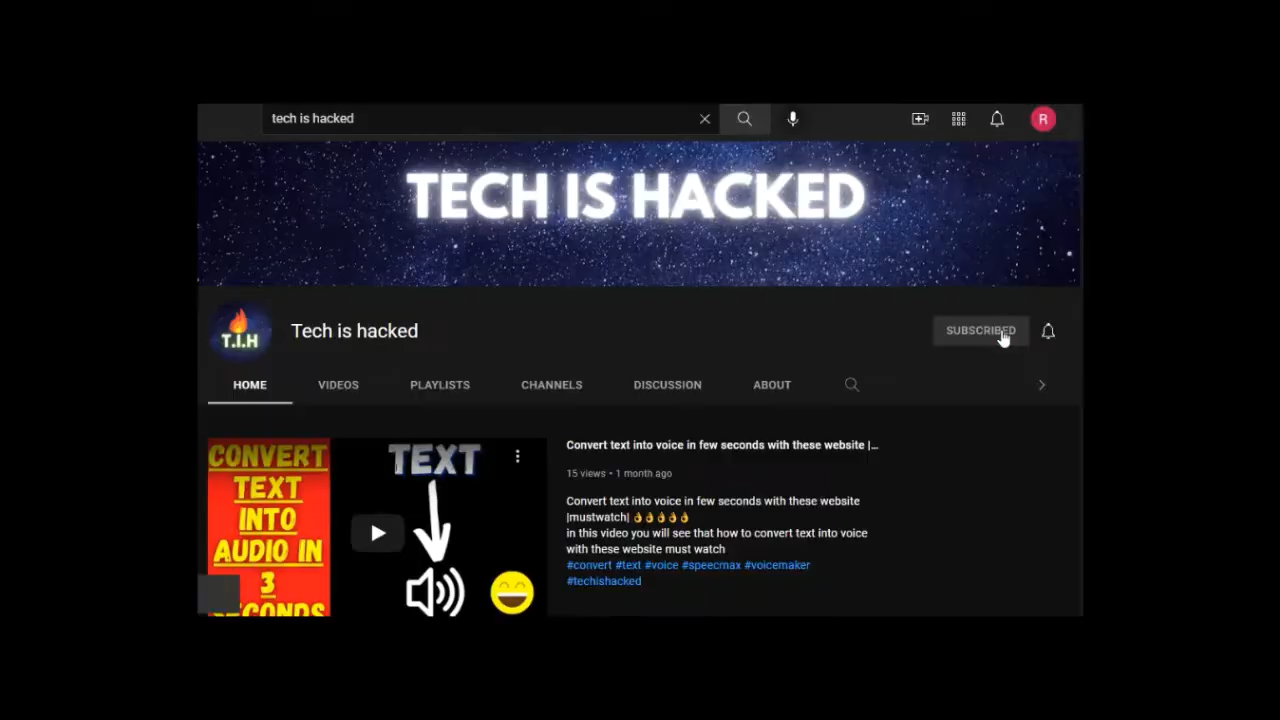 tech is hacked
R
TECH IS HACKED
T.I.H
Tech is hacked
SUBSCRIBED
HOME VIDEOS PLAYLISTS CHANNELS DISCUSSION ABOUT
CONVERT
TEXT
INTO
AUDIO IN
3
SECONDS
TEXT
Convert text into voice in few seconds with these website |...
15 views • 1 month ago
Convert text into voice in few seconds with these website
|mustwatch| 👌👌👌👌👌
in this video you will see that how to convert text into voice
with these website must watch
#convert #text #voice #speecmax #voicemaker
#techishacked